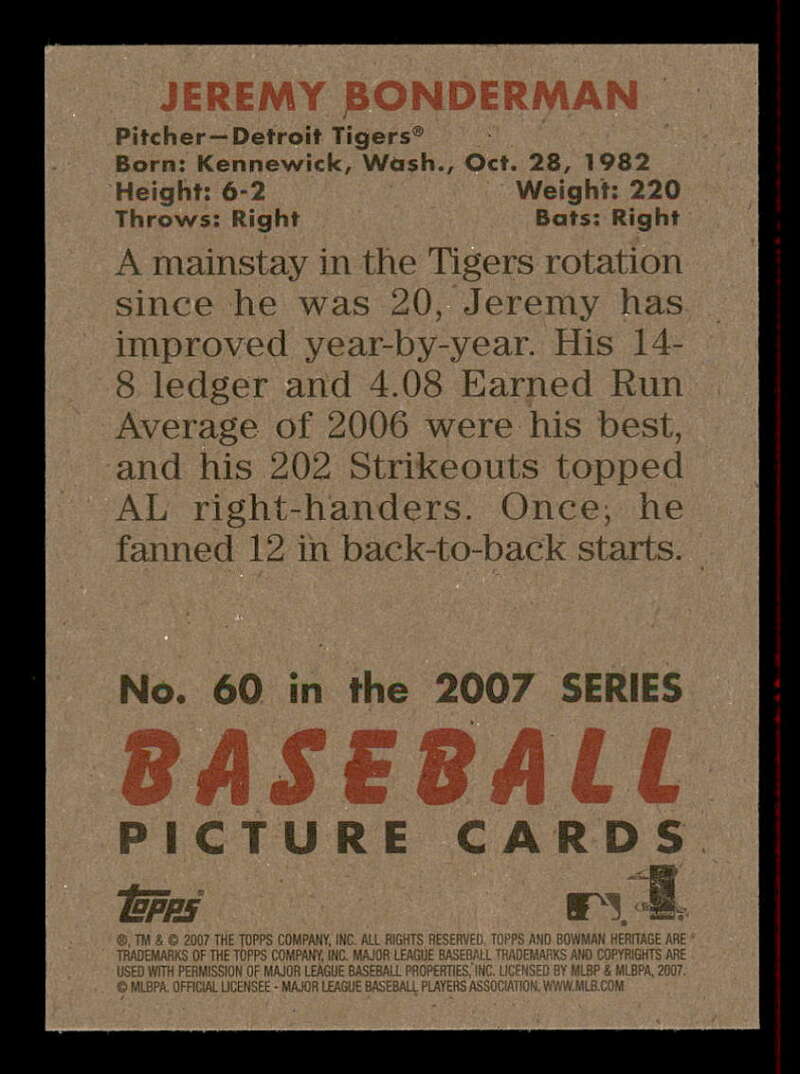 JEREMY BONDERMAN
Pitcher—Detroit Tigers®
Born: Kennewick, Wash., Oct. 28, 1982
Height: 6-2 Weight: 220
Throws: Right Bats: Right
A mainstay in the Tigers rotation
since he was 20, Jeremy has
improved year-by-year. His 14-
8 ledger and 4.08 Earned Run
Average of 2006 were his best,
and his 202 Strikeouts topped
AL right-handers. Once, he
fanned 12 in back-to-back starts.
No. 60 in the 2007 SERIES
BASEBALL
PICTURE CARDS
Topps®
®, TM & © 2007 THE TOPPS COMPANY, INC. ALL RIGHTS RESERVED. TOPPS AND BOWMAN HERITAGE ARE
TRADEMARKS OF THE TOPPS COMPANY, INC. MAJOR LEAGUE BASEBALL TRADEMARKS AND COPYRIGHTS ARE
USED WITH PERMISSION OF MAJOR LEAGUE BASEBALL PROPERTIES, INC. LICENSED BY MLBP & MLBPA, 2007.
© MLBPA. OFFICIAL LICENSEE - MAJOR LEAGUE BASEBALL PLAYERS ASSOCIATION. WWW.MLB.COM